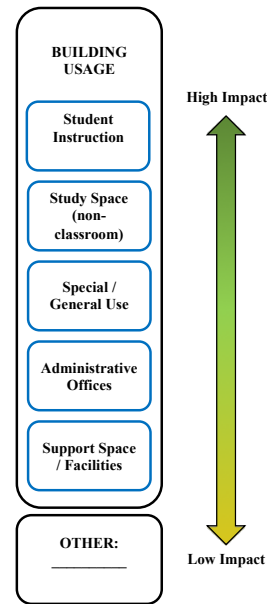 BUILDING
USAGE
High Impact
Student
Instruction
Study Space
(non-
classroom)
Special /
General Use
Administrative
Offices
Support Space
/ Facilities
OTHER:
___________
Low Impact